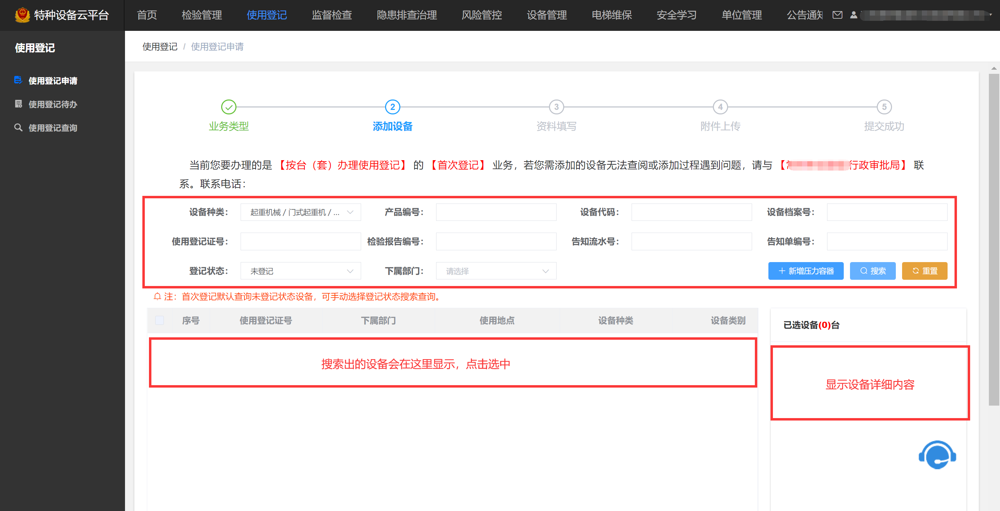 特种设备云平台
首页 检验管理 使用登记 监督检查 隐患排查治理 风险管控 设备管理 电梯维保 安全学习 单位管理 公告通知
使用登记
使用登记申请
使用登记待办
使用登记查询
使用登记 / 使用登记申请
2 3 4 5
业务类型 添加设备 资料填写 附件上传 提交成功
当前您要办理的是 【按台（套）办理使用登记】 的 【首次登记】 业务，若您需添加的设备无法查阅或添加过程遇到问题，请与 【 行政审批局】 联
系。联系电话：
设备种类： 起重机械 / 门式起重机 / ... 产品编号： 设备代码： 设备档案号：
使用登记证号： 检验报告编号： 告知流水号： 告知单编号：
登记状态： 未登记 下属部门： 请选择 新增压力容器 搜索 重置
注：首次登记默认查询未登记状态设备，可手动选择登记状态搜索查询。
序号 使用登记证号 下属部门 使用地点 设备种类 设备类别
已选设备(0)台
搜索出的设备会在这里显示，点击选中
显示设备详细内容